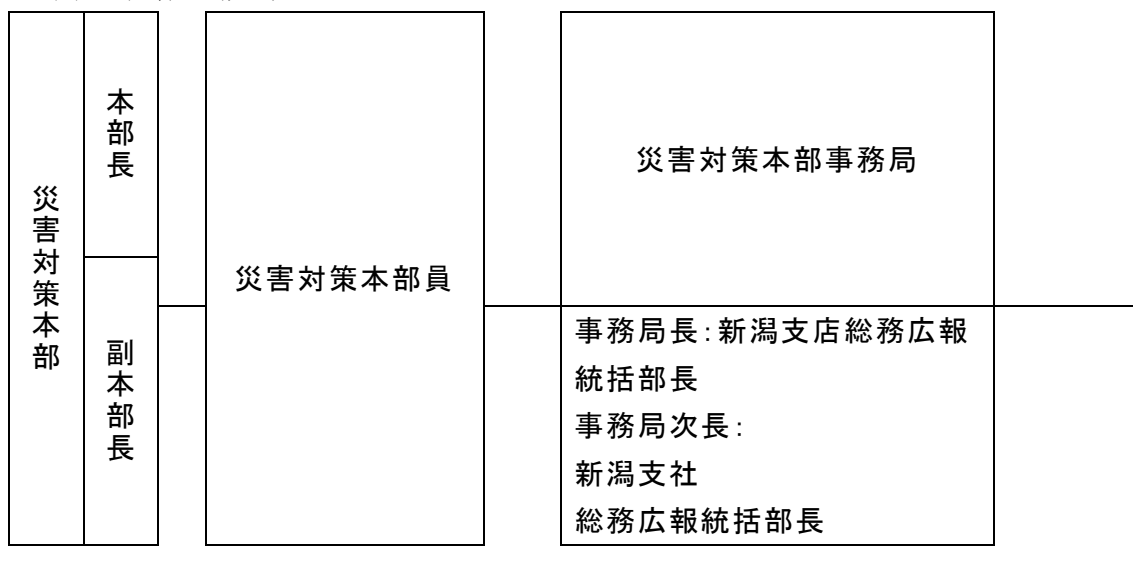 災害対策本部
本部長
副本部長
災害対策本部員
災害対策本部事務局
事務局長：新潟支店総務広報
統括部長
事務局次長：
新潟支社
総務広報統括部長